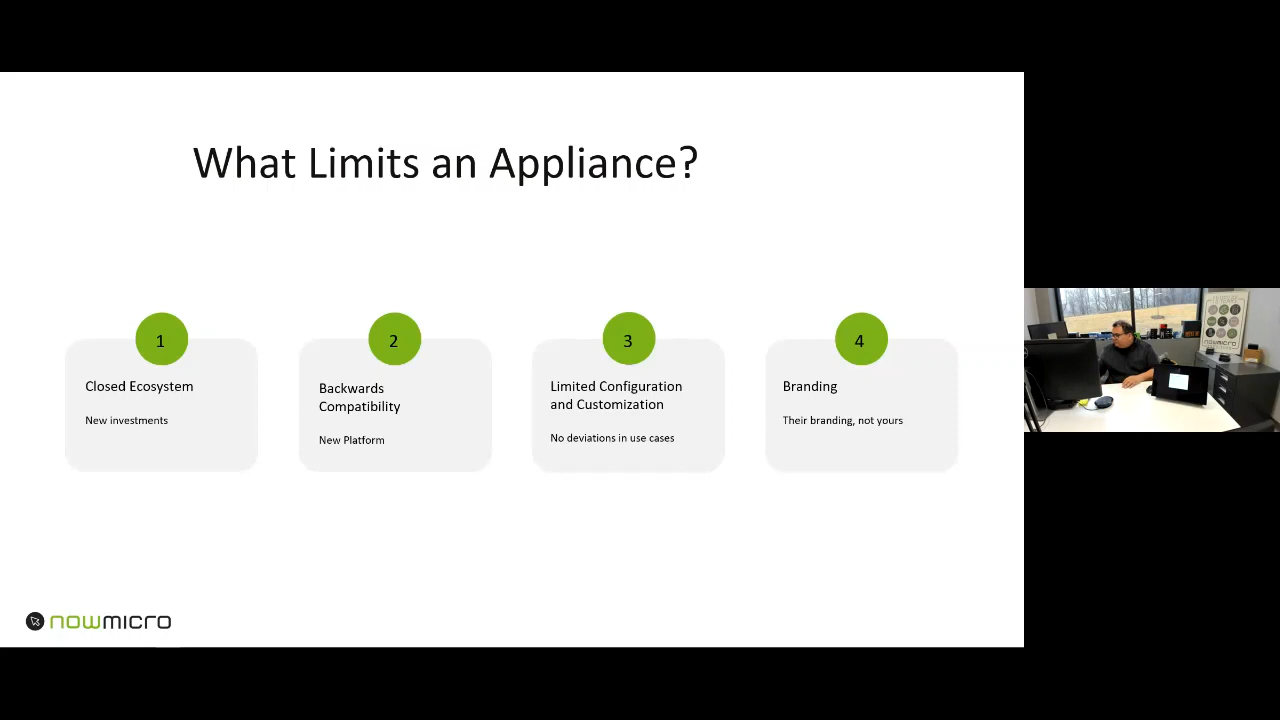 What Limits an Appliance?
1
Closed Ecosystem
New investments
2
Backwards
Compatibility
New Platform
3
Limited Configuration
and Customization
No deviations in use cases
4
Branding
Their branding, not yours
nowmicro
nowmicro